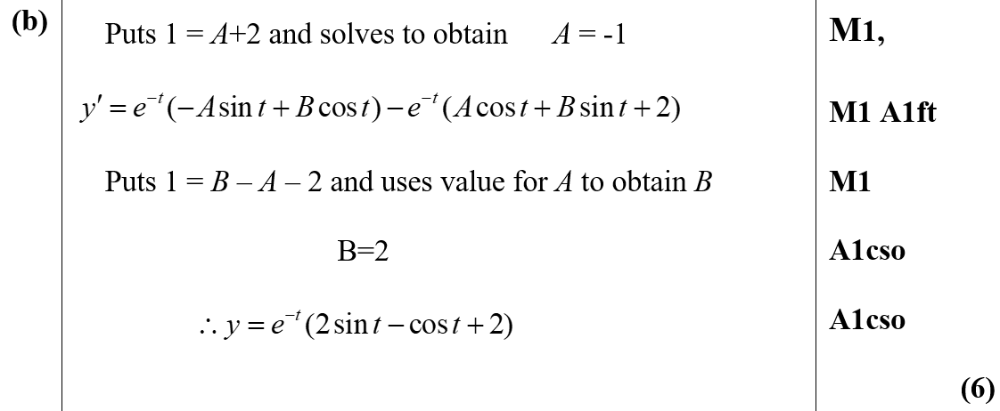 (b) Puts 1 = A+2 and solves to obtain A = -1 M1,
y′ = e^{-t}(−A sin t + B cos t) − e^{-t}(A cos t + B sin t + 2) M1 A1ft
Puts 1 = B – A – 2 and uses value for A to obtain B M1
B=2 A1cso
∴ y = e^{-t}(2 sin t − cos t + 2) A1cso
(6)